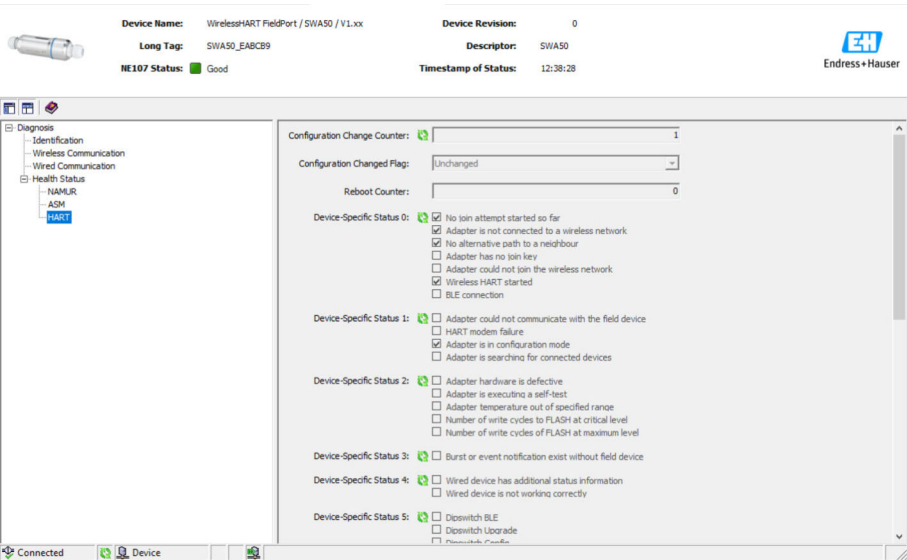 Device Name: WirelessHART FieldPort / SWA50 / V1.xx Device Revision: 0
Long Tag: SWA50_EABCB9 Descriptor: SWA50
NE107 Status: Good Timestamp of Status: 12:38:28
EH
Endress+Hauser
Diagnosis
Identification
Wireless Communication
Wired Communication
Health Status
NAMUR
ASM
HART
Configuration Change Counter: 1
Configuration Changed Flag: Unchanged
Reboot Counter: 0
Device-Specific Status 0: No join attempt started so far
Adapter is not connected to a wireless network
No alternative path to a neighbour
Adapter has no join key
Adapter could not join the wireless network
Wireless HART started
BLE connection
Device-Specific Status 1: Adapter could not communicate with the field device
HART modem failure
Adapter is in configuration mode
Adapter is searching for connected devices
Device-Specific Status 2: Adapter hardware is defective
Adapter is executing a self-test
Adapter temperature out of specified range
Number of write cycles to FLASH at critical level
Number of write cycles of FLASH at maximum level
Device-Specific Status 3: Burst or event notification exist without field device
Device-Specific Status 4: Wired device has additional status information
Wired device is not working correctly
Device-Specific Status 5: Dipswitch BLE
Dipswitch Upgrade
Dipswitch Config
Connected Device